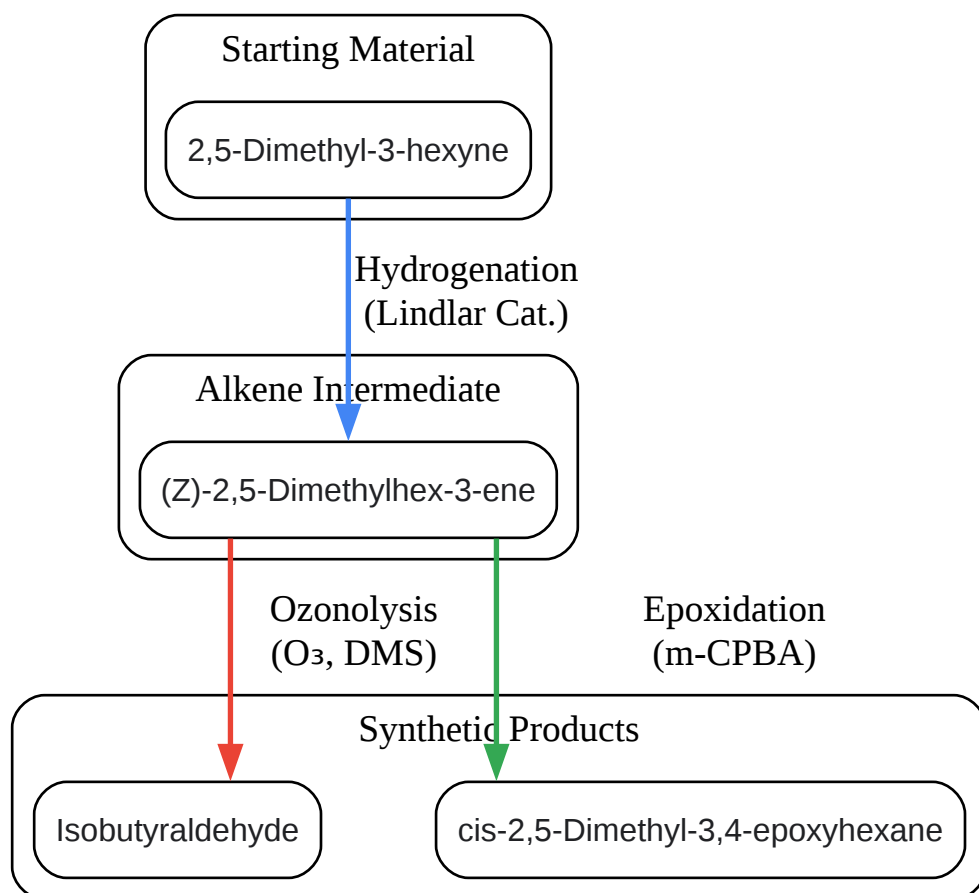 Starting Material
2,5-Dimethyl-3-hexyne
Hydrogenation
(Lindlar Cat.)
Alkene Intermediate
(Z)-2,5-Dimethylhex-3-ene
Ozonolysis
(O₃, DMS)
Epoxidation
(m-CPBA)
Synthetic Products
Isobutyraldehyde
cis-2,5-Dimethyl-3,4-epoxyhexane